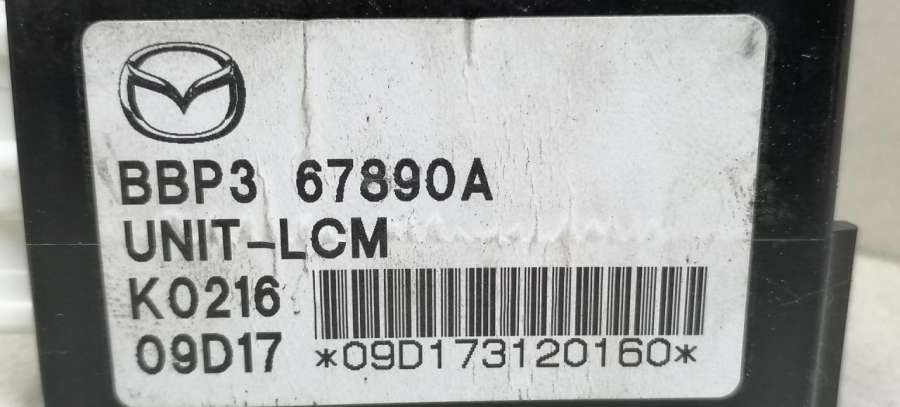 BBP3 67890A
UNIT-LCM
K0216
09D17 *09D173120160*